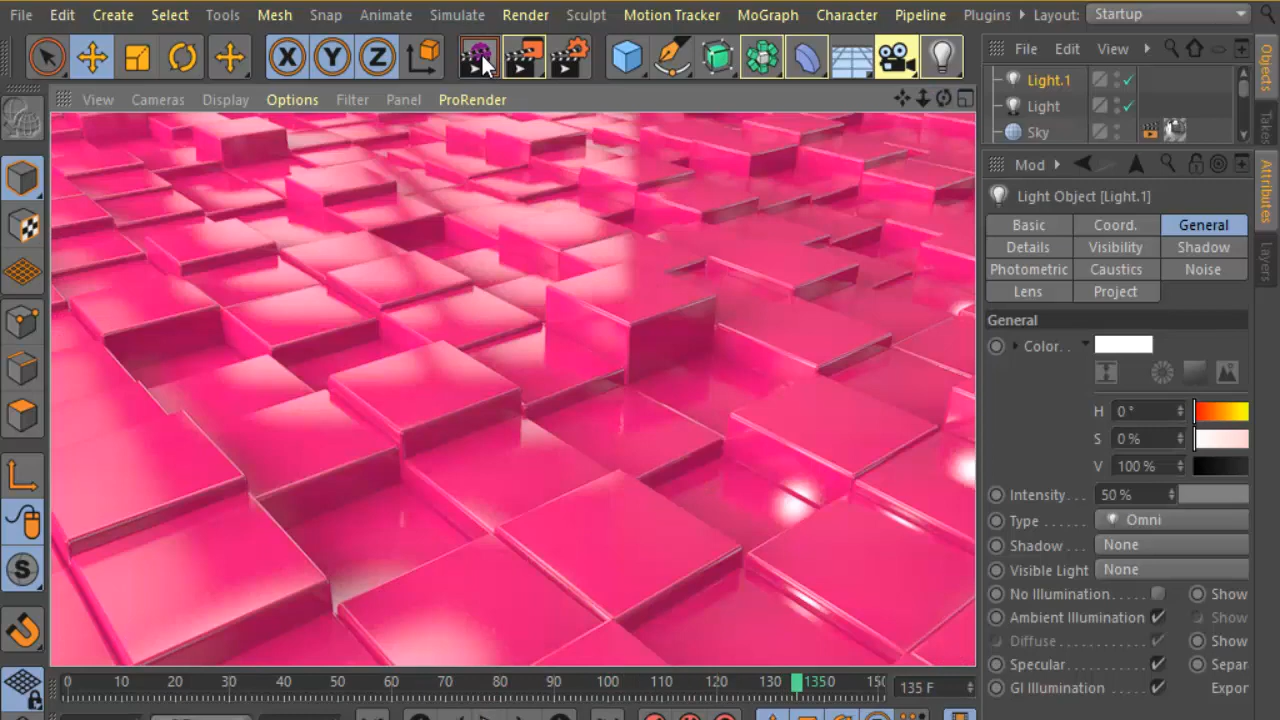 File Edit Create Select Tools Mesh Snap Animate Simulate Render Sculpt Motion Tracker MoGraph Character Pipeline Plugins Layout: Startup
X Y Z
File Edit View
View Cameras Display Options Filter Panel ProRender
Light.1
Light
Sky
Objects
Takes
Attributes
Layers
Mod
Light Object [Light.1]
Basic Coord. General
Details Visibility Shadow
Photometric Caustics Noise
Lens Project
General
Color. .
H 0 °
S 0 %
V 100 %
Intensity. . . 50 %
Type . . . . . . Omni
Shadow . . . None
Visible Light None
No Illumination . . . . . Show
Ambient Illumination Show
Diffuse . . . . . . . . . . . Show
Specular . . . . . . . . . . Separ
GI Illumination . . . . . Expor
S
0 10 20 30 40 50 60 70 80 90 100 110 120 130 1350 150
135 F